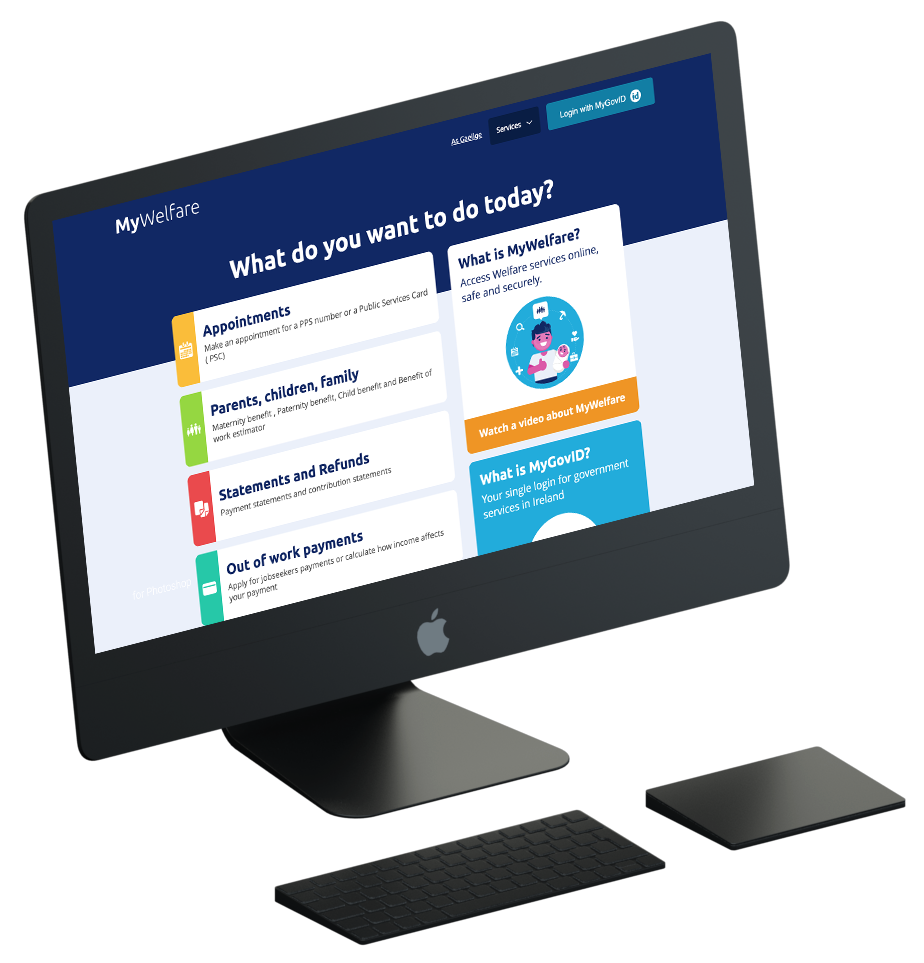 As Gaeilge
Services
Login with MyGovID
id
MyWelfare
What do you want to do today?
Appointments
Make an appointment for a PPS number or a Public Services Card
( PSC)
Parents, children, family
Maternity benefit , Paternity benefit, Child benefit and Benefit of
work estimator
Statements and Refunds
Payment statements and contribution statements
Out of work payments
Apply for jobseekers payments or calculate how income affects
your payment
What is MyWelfare?
Access Welfare services online,
safe and securely.
Watch a video about MyWelfare
What is MyGovID?
Your single login for government
services in Ireland
for Photoshop